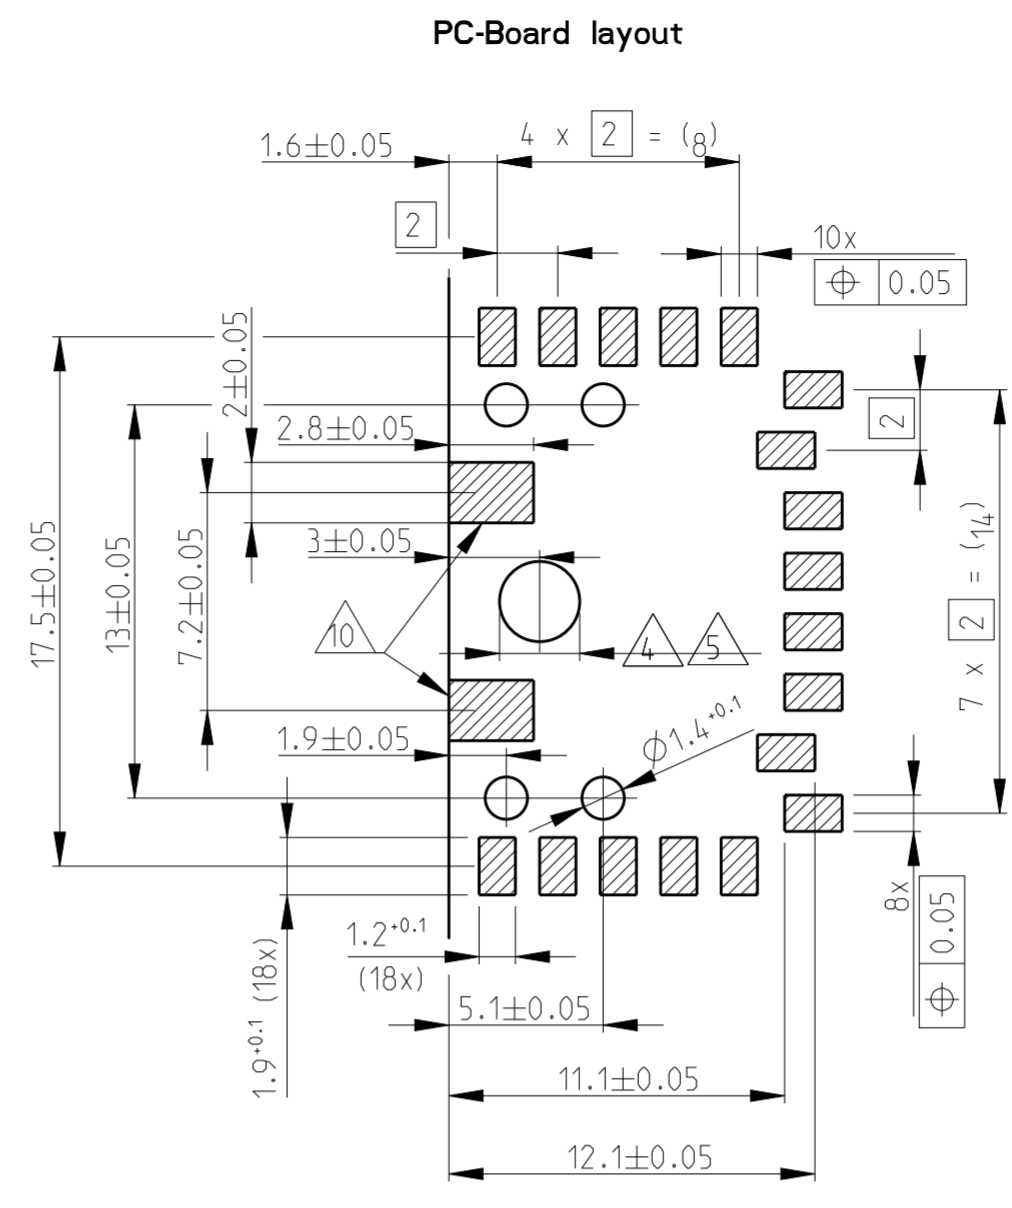 PC-Board layout
4 x 2 = (8)
1.6±0.05
2
10x
⌖ 0.05
2±0.05
2.8±0.05
2
3±0.05
17.5±0.05
13±0.05
7.2±0.05
7 x 2 = (14)
10
4
5
1.9±0.05
∅1.4+0.1
8x
⌖ 0.05
1.2+0.1
(18x)
1.9+0.1 (18x)
5.1±0.05
11.1±0.05
12.1±0.05